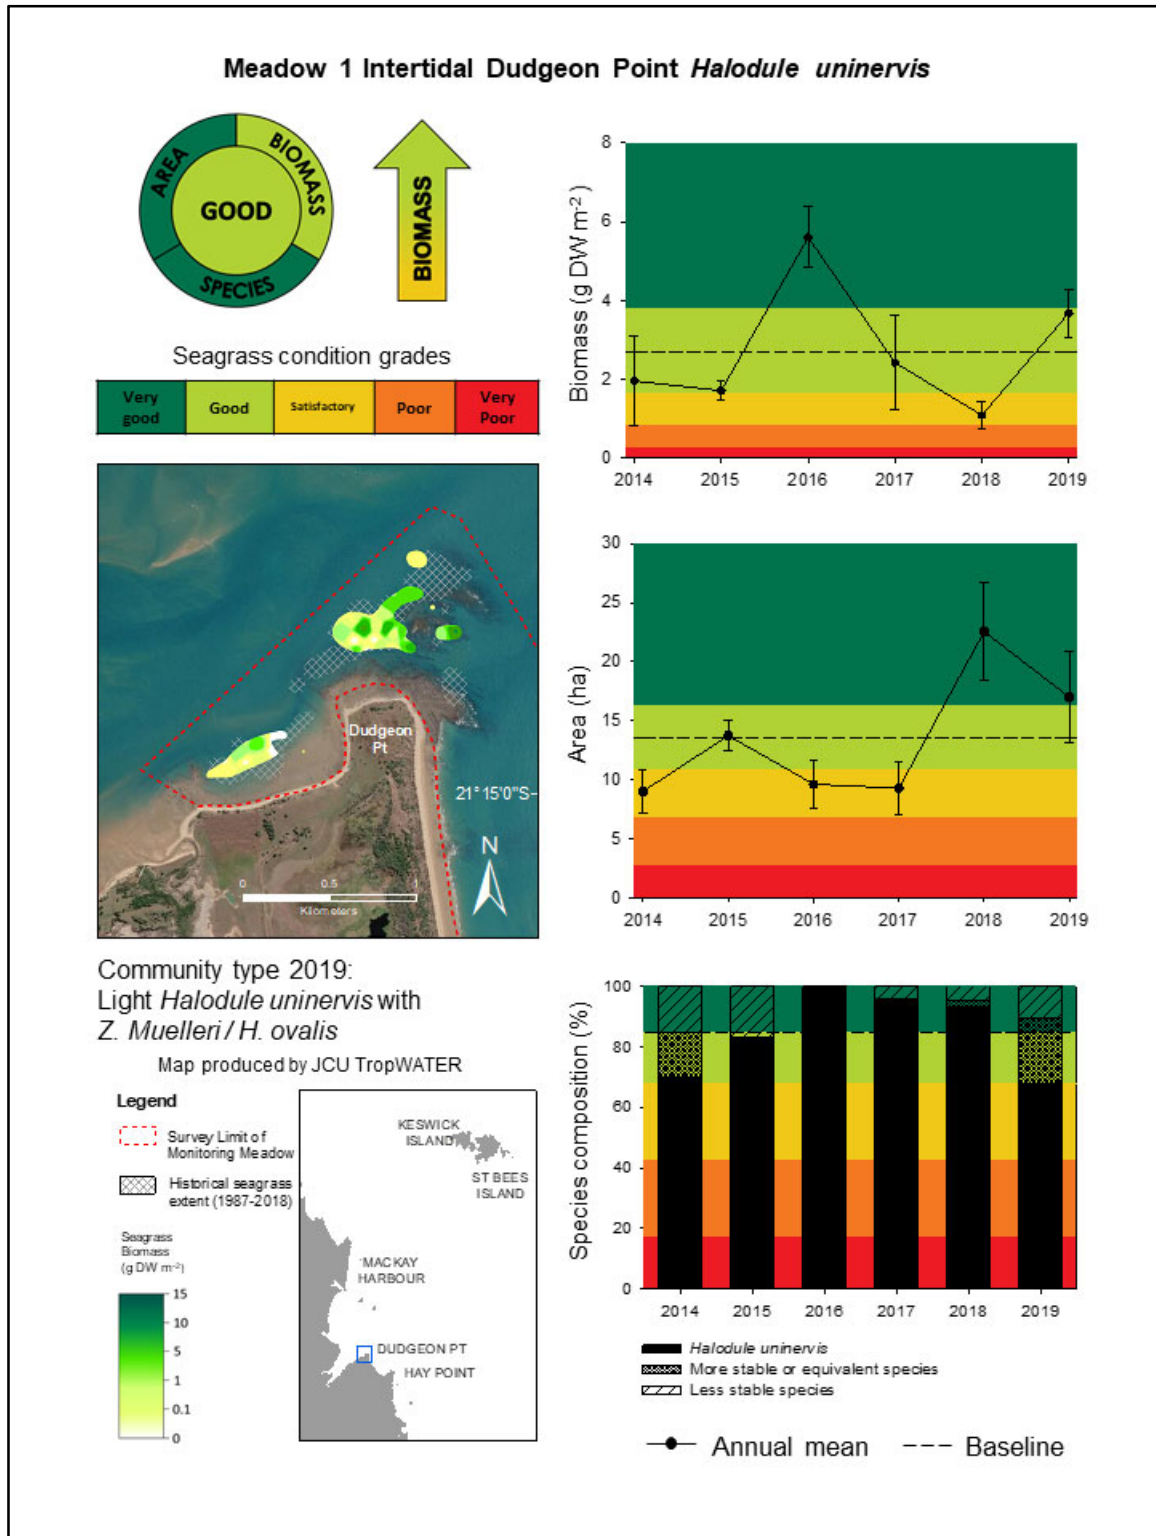 Meadow 1 Intertidal Dudgeon Point Halodule uninervis
AREA
BIOMASS
SPECIES
GOOD
BIOMASS
Seagrass condition grades
Very good
Good
Satisfactory
Poor
Very Poor
Dudgeon
Pt
21°15'0"S
N
0 0.5 1
Kilometers
Community type 2019:
Light Halodule uninervis with
Z. Muelleri / H. ovalis
Map produced by JCU TropWATER
Legend
Survey Limit of
Monitoring Meadow
Historical seagrass
extent (1987-2018)
Seagrass
Biomass
(g DW m-2)
15
10
5
1
0.1
0
KESWICK
ISLAND
ST BEES
ISLAND
MACKAY
HARBOUR
DUDGEON PT
HAY POINT
Biomass (g DW m-2)
8
6
4
2
0
2014 2015 2016 2017 2018 2019
Area (ha)
30
25
20
15
10
5
0
2014 2015 2016 2017 2018 2019
Species composition (%)
100
80
60
40
20
0
2014 2015 2016 2017 2018 2019
Halodule uninervis
More stable or equivalent species
Less stable species
Annual mean
Baseline